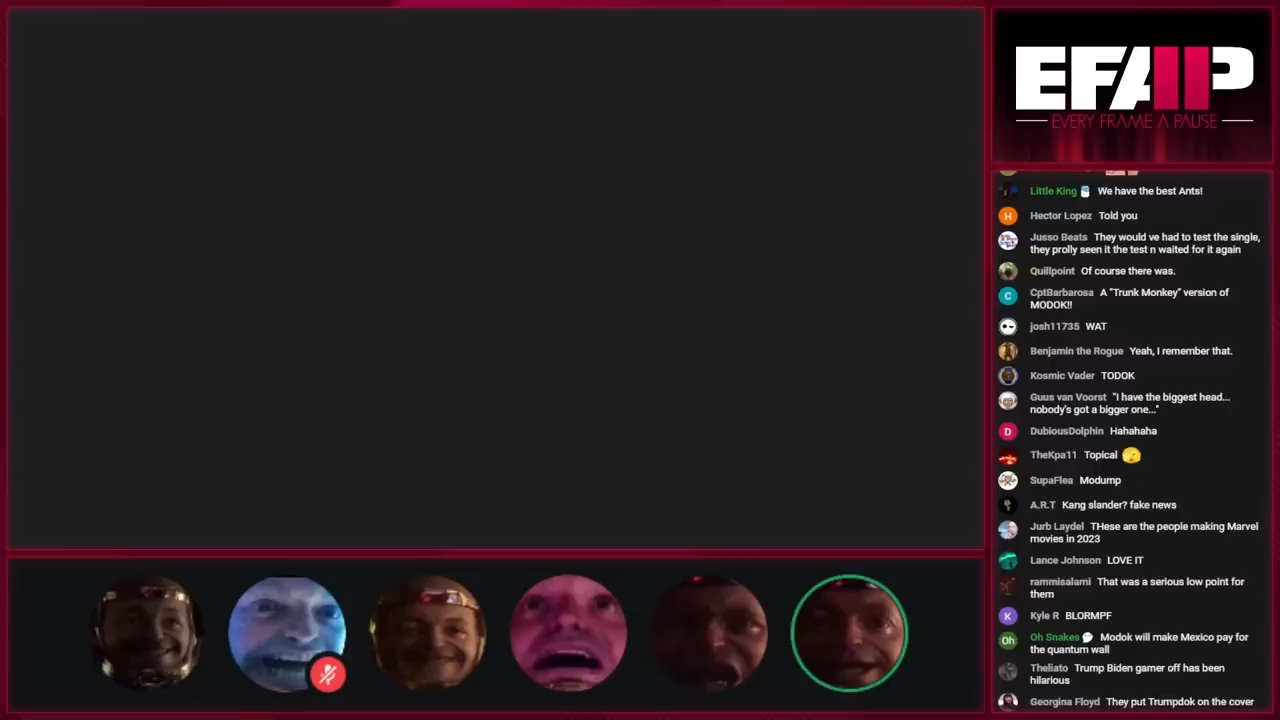 EFAP
EVERY FRAME A PAUSE
Little King We have the best Ants!
Hector Lopez Told you
Jusso Beats They would ve had to test the single,
they prolly seen it the test n waited for it again
Quillpoint Of course there was.
C CptBarbarosa A "Trunk Monkey" version of
MODOK!!
josh11735 WAT
Benjamin the Rogue Yeah, I remember that.
Kosmic Vader TODOK
Guus van Voorst "I have the biggest head...
nobody's got a bigger one..."
D DubiousDolphin Hahahaha
TheKpa11 Topical
SupaFlea Modump
A.R.T Kang slander? fake news
Jurb Laydel THese are the people making Marvel
movies in 2023
Lance Johnson LOVE IT
rammisalami That was a serious low point for
them
K Kyle R BLORMPF
Oh Oh Snakes Modok will make Mexico pay for
the quantum wall
Theliato Trump Biden gamer off has been
hilarious
Georgina Floyd They put Trumpdok on the cover